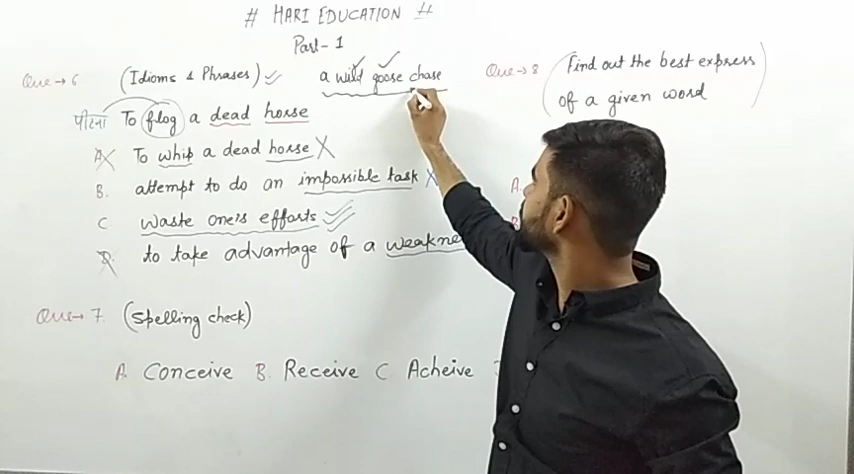 # HARI EDUCATION #
Part-1
Que→6 (Idioms & Phrases) a wild goose chase
पीटना To flog a dead horse
A. To whip a dead horse
B. attempt to do an impossible task
C waste one's efforts
D. to take advantage of a
Que→7. (Spelling check)
A. Conceive B. Receive C Acheive
Que→8 (Find out the best express
of a given word)
A.
B